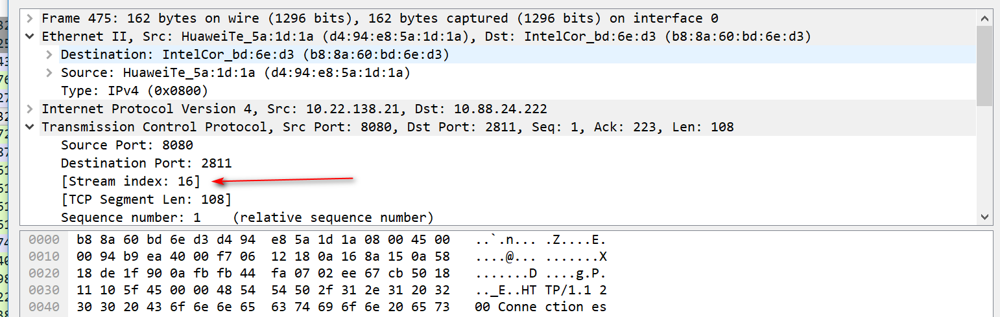 Frame 475: 162 bytes on wire (1296 bits), 162 bytes captured (1296 bits) on interface 0
Ethernet II, Src: HuaweiTe_5a:1d:1a (d4:94:e8:5a:1d:1a), Dst: IntelCor_bd:6e:d3 (b8:8a:60:bd:6e:d3)
Destination: IntelCor_bd:6e:d3 (b8:8a:60:bd:6e:d3)
Source: HuaweiTe_5a:1d:1a (d4:94:e8:5a:1d:1a)
Type: IPv4 (0x0800)
Internet Protocol Version 4, Src: 10.22.138.21, Dst: 10.88.24.222
Transmission Control Protocol, Src Port: 8080, Dst Port: 2811, Seq: 1, Ack: 223, Len: 108
Source Port: 8080
Destination Port: 2811
[Stream index: 16]
[TCP Segment Len: 108]
Sequence number: 1    (relative sequence number)
0000 b8 8a 60 bd 6e d3 d4 94 e8 5a 1d 1a 08 00 45 00 ..`.n... .Z....E.
0010 00 94 b9 ea 40 00 f7 06 12 18 0a 16 8a 15 0a 58 ....@... .......X
0020 18 de 1f 90 0a fb fb 44 fa 07 02 ee 67 cb 50 18 .......D ....g.P.
0030 11 10 5f 45 00 00 48 54 54 50 2f 31 2e 31 20 32 .._E..HT TP/1.1 2
0040 30 30 20 43 6f 6e 6e 65 63 74 69 6f 6e 20 65 73 00 Conne ction es